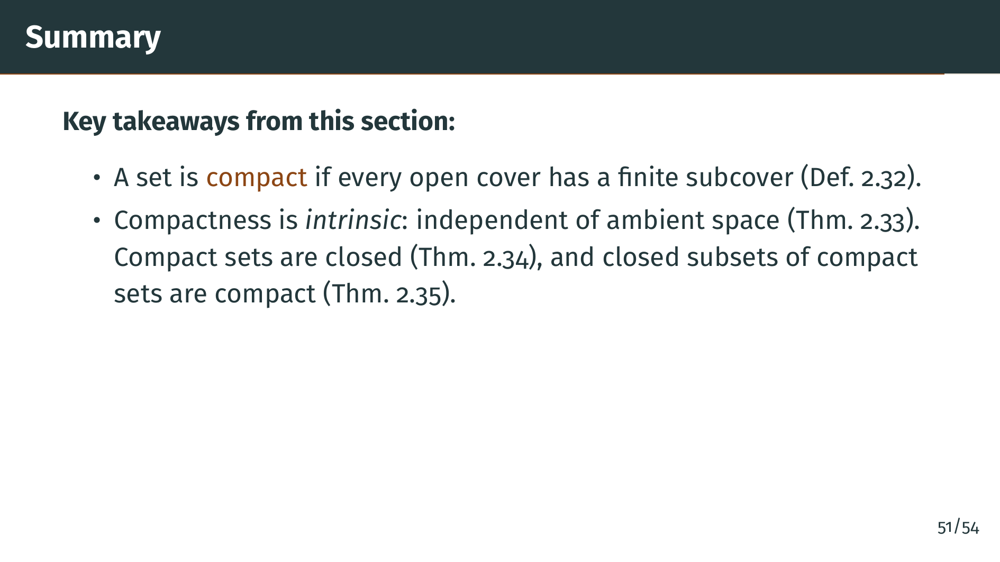 Summary
Key takeaways from this section:
• A set is compact if every open cover has a finite subcover (Def. 2.32).
• Compactness is intrinsic: independent of ambient space (Thm. 2.33).
Compact sets are closed (Thm. 2.34), and closed subsets of compact
sets are compact (Thm. 2.35).
51/54